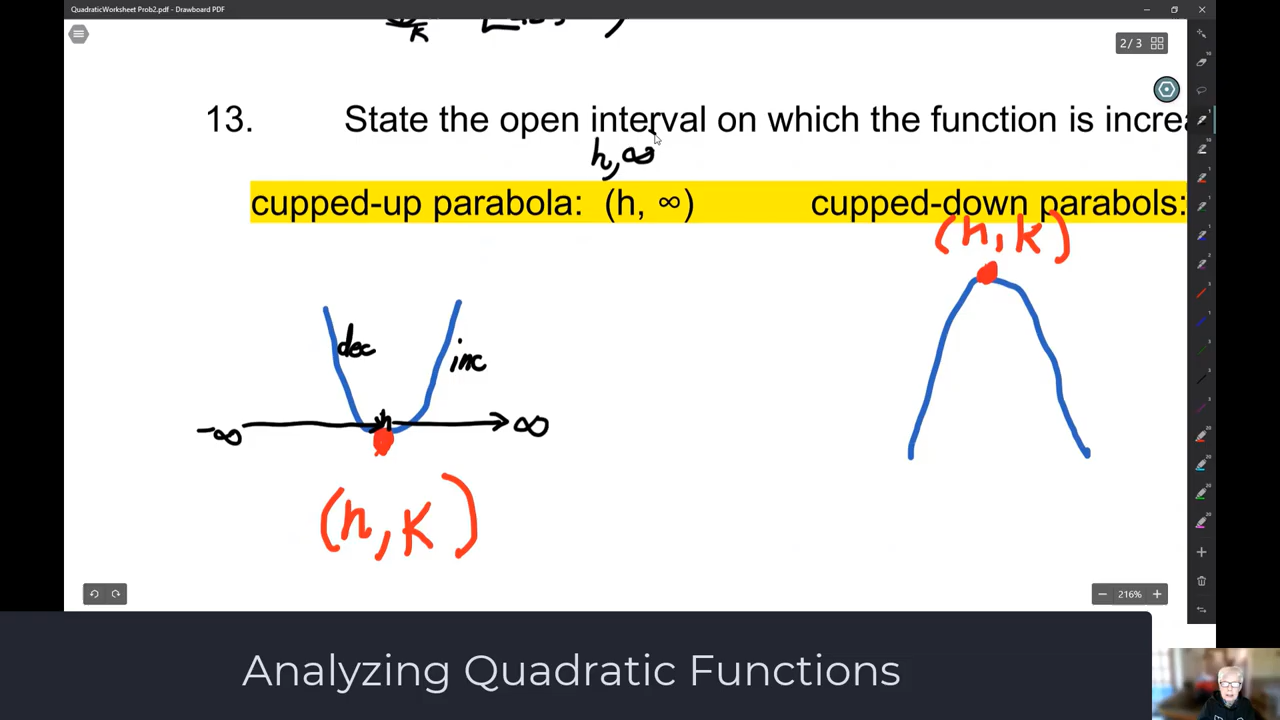 QuadraticWorksheet Prob2.pdf - Drawboard PDF
2 / 3
13. State the open interval on which the function is increa
h, ∞
cupped-up parabola: (h, ∞) cupped-down parabols:
(h, k)
dec
inc
h
-∞
∞
(h, k)
216%
Analyzing Quadratic Functions